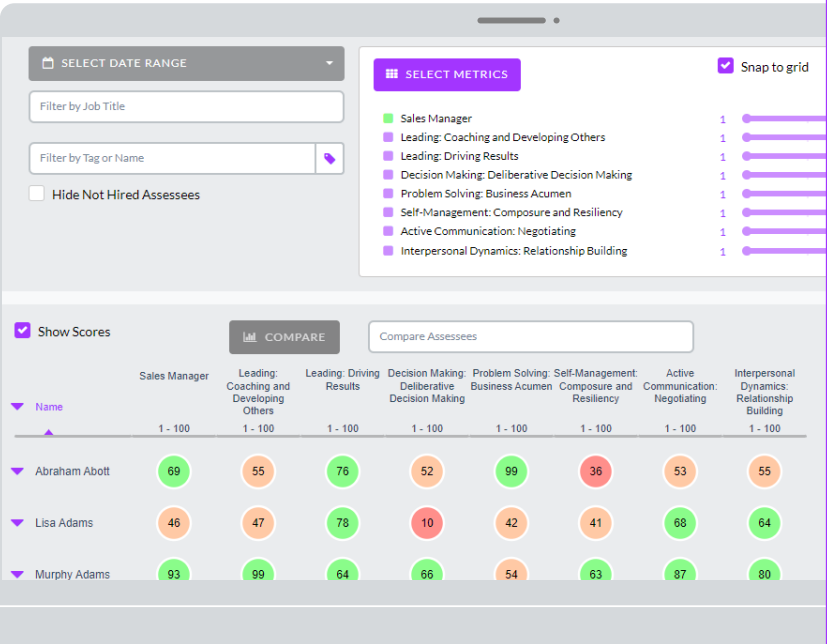 SELECT DATE RANGE
Filter by Job Title
Filter by Tag or Name
Hide Not Hired Assessees
SELECT METRICS
Snap to grid
Sales Manager 1
Leading: Coaching and Developing Others 1
Leading: Driving Results 1
Decision Making: Deliberative Decision Making 1
Problem Solving: Business Acumen 1
Self-Management: Composure and Resiliency 1
Active Communication: Negotiating 1
Interpersonal Dynamics: Relationship Building 1
Show Scores
COMPARE
Compare Assessees
Name
Sales Manager
Leading:
Coaching and
Developing
Others
Leading: Driving
Results
Decision Making:
Deliberative
Decision Making
Problem Solving:
Business Acumen
Self-Management:
Composure and
Resiliency
Active
Communication:
Negotiating
Interpersonal
Dynamics:
Relationship
Building
1 - 100 1 - 100 1 - 100 1 - 100 1 - 100 1 - 100 1 - 100 1 - 100
Abraham Abott 69 55 76 52 99 36 53 55
Lisa Adams 46 47 78 10 42 41 68 64
Murphy Adams 93 99 64 66 54 63 87 80